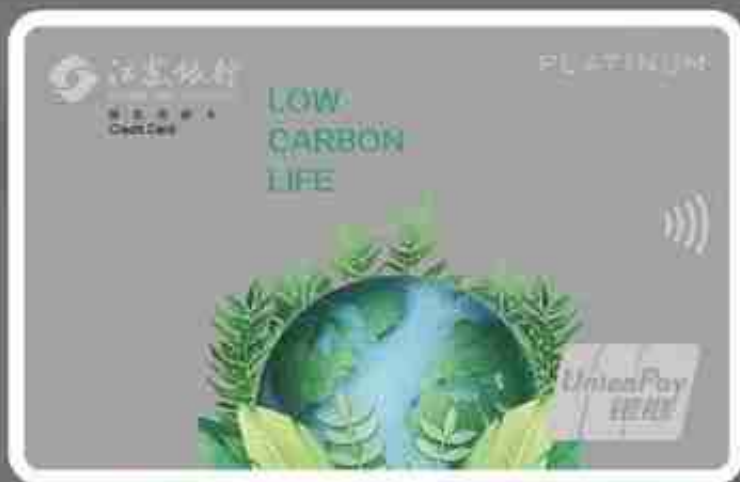 江苏银行
Credit Card
LOW
CARBON
LIFE
PLATINUM
UnionPay
银联